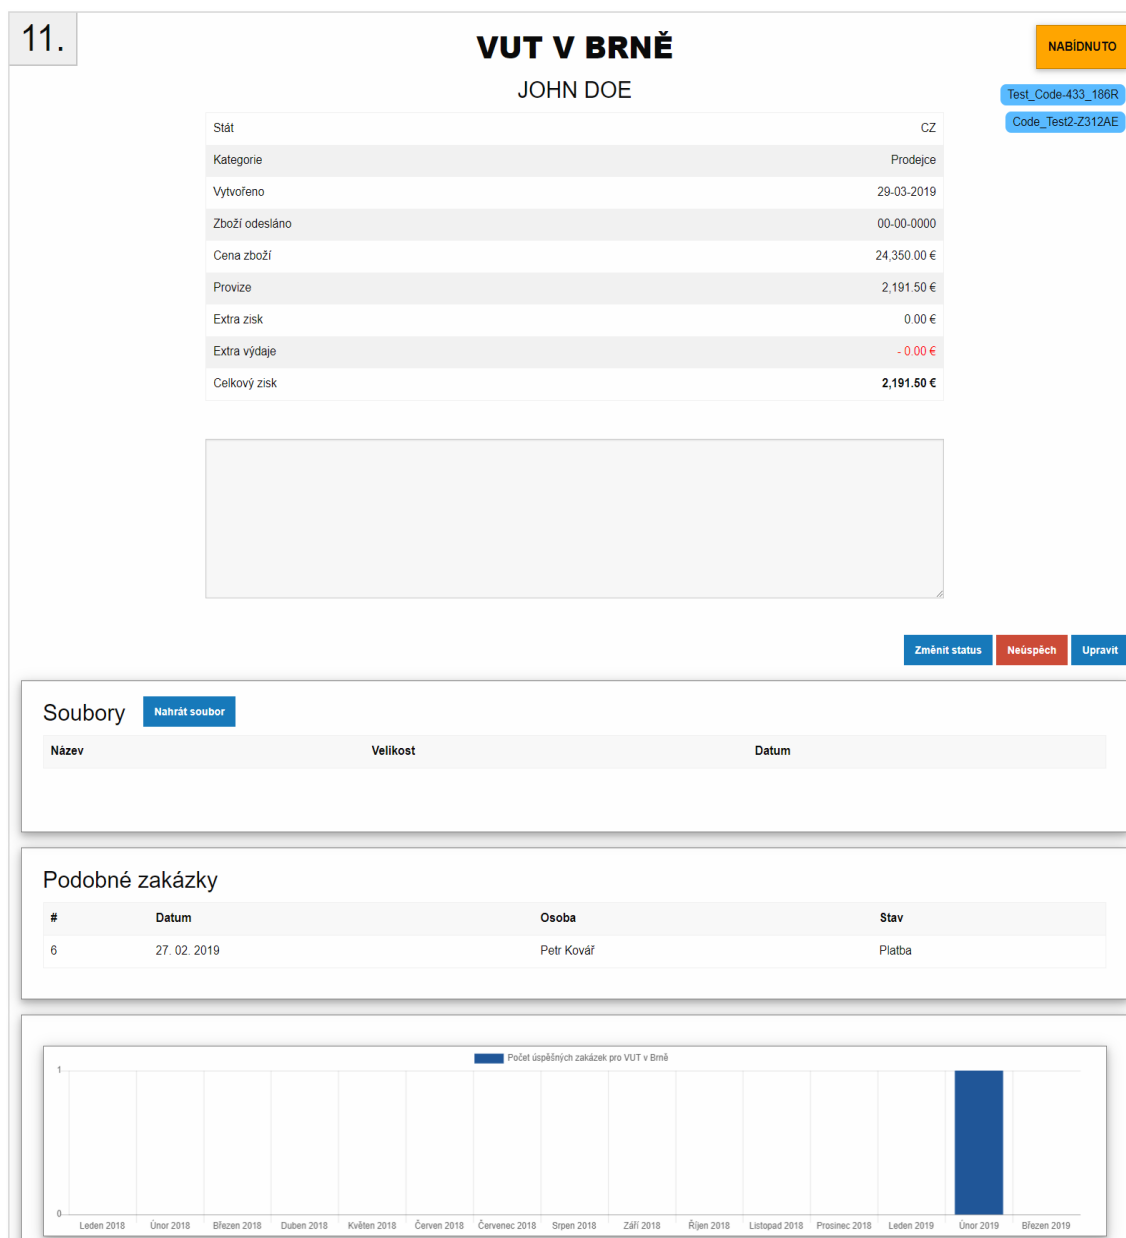 11.
VUT V BRNĚ
NABÍDNUTO
JOHN DOE
Test_Code-433_186R
Code_Test2-Z312AE
Stát CZ
Kategorie Prodejce
Vytvořeno 29-03-2019
Zboží odesláno 00-00-0000
Cena zboží 24,350.00 €
Provize 2,191.50 €
Extra zisk 0.00 €
Extra výdaje - 0.00 €
Celkový zisk 2,191.50 €
Změnit status Neúspěch Upravit
Soubory Nahrát soubor
Název Velikost Datum
Podobné zakázky
# Datum Osoba Stav
6 27. 02. 2019 Petr Kovář Platba
Počet úspěšných zakázek pro VUT v Brně
1
0
Leden 2018 Únor 2018 Březen 2018 Duben 2018 Květen 2018 Červen 2018 Červenec 2018 Srpen 2018 Září 2018 Říjen 2018 Listopad 2018 Prosinec 2018 Leden 2019 Únor 2019 Březen 2019